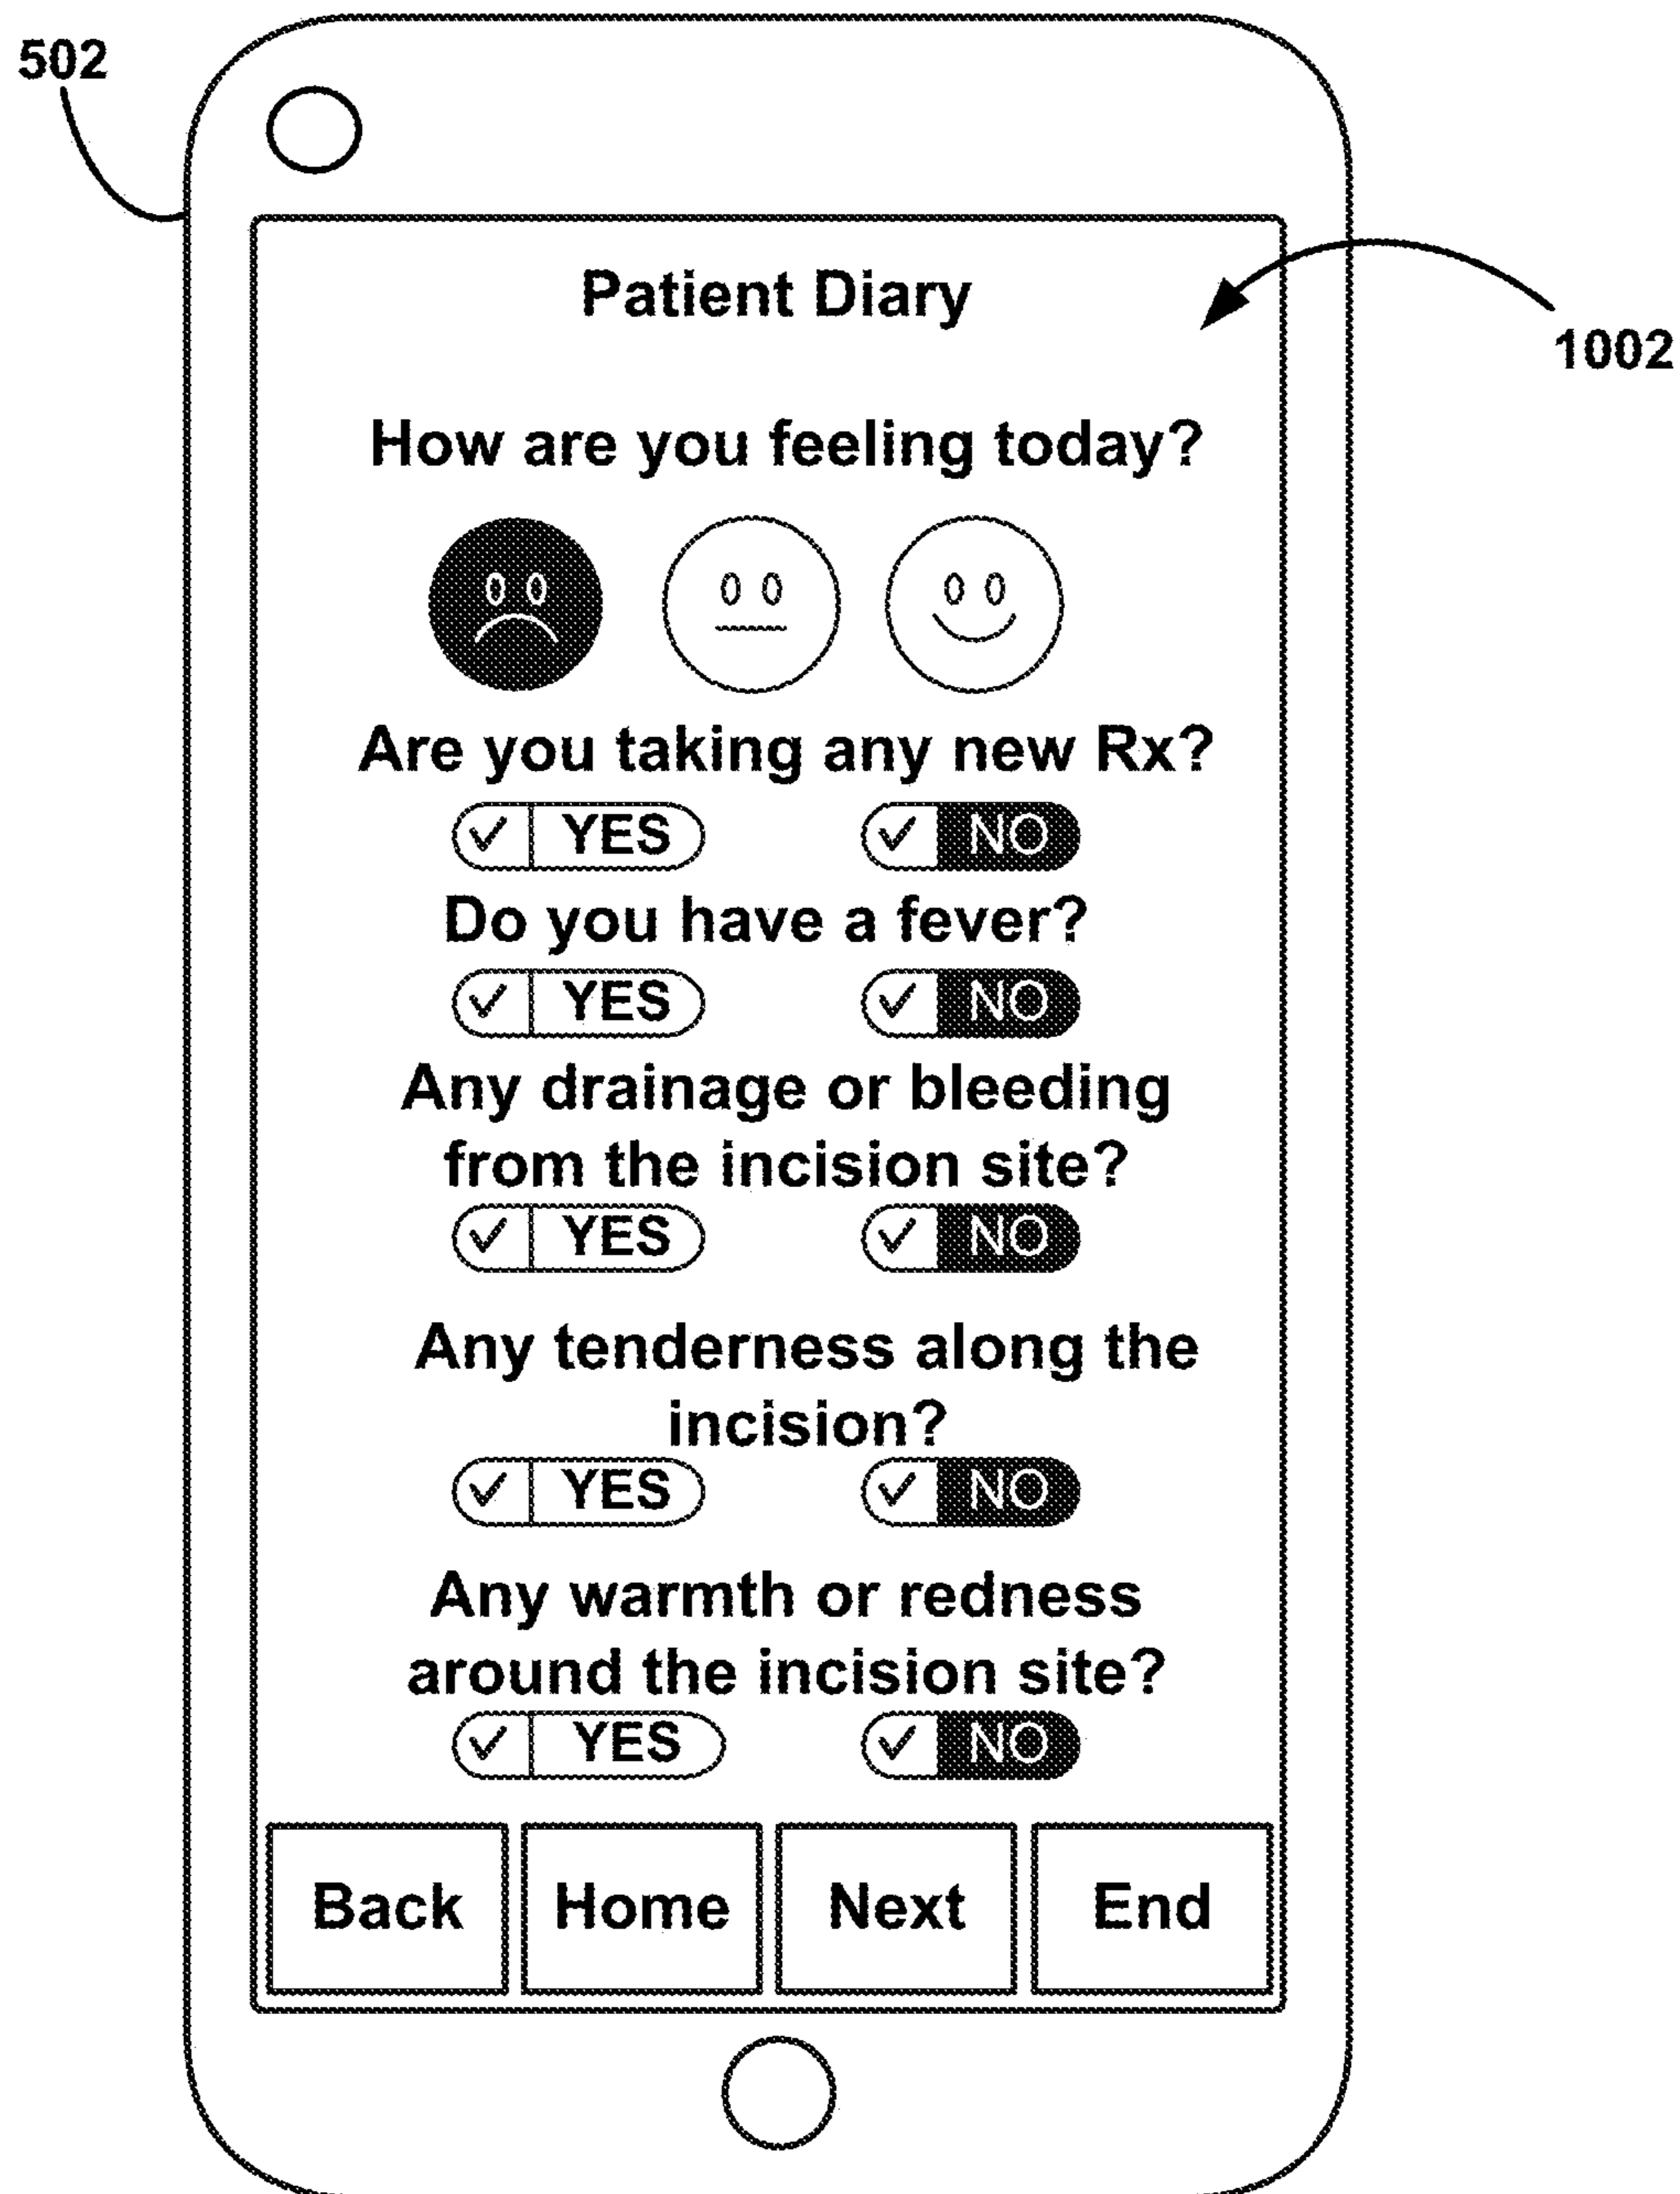 502
Patient Diary
1002
How are you feeling today?
Are you taking any new Rx?
YES NO
Do you have a fever?
YES NO
Any drainage or bleeding
from the incision site?
YES NO
Any tenderness along the
incision?
YES NO
Any warmth or redness
around the incision site?
YES NO
Back Home Next End